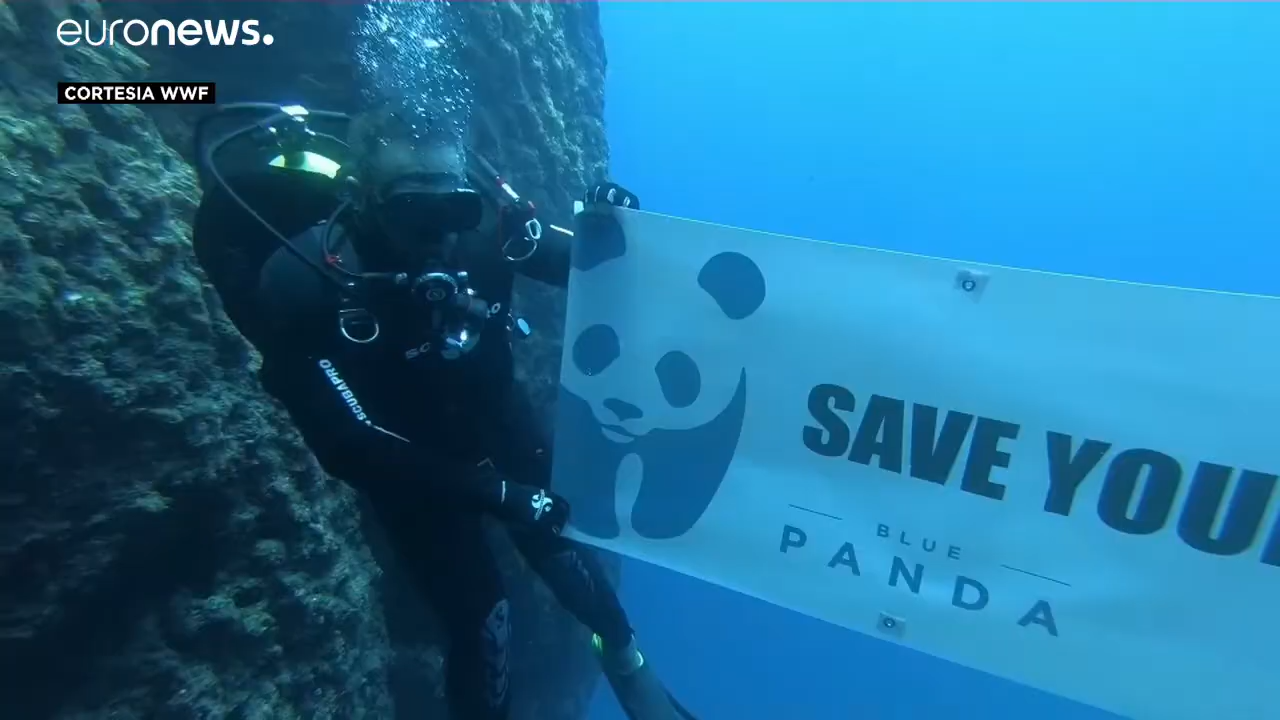 euronews.
CORTESIA WWF
SCUBAPRO
SAVE YOU
BLUE
PANDA